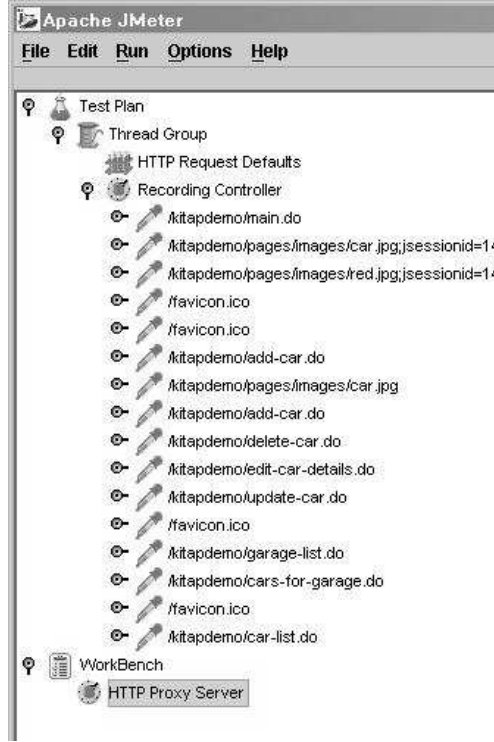 Apache JMeter
File Edit Run Options Help
Test Plan
Thread Group
HTTP Request Defaults
Recording Controller
/kitapdemo/main.do
/kitapdemo/pages/images/car.jpg;jsessionid=14
/kitapdemo/pages/images/red.jpg;jsessionid=14
/favicon.ico
/favicon.ico
/kitapdemo/add-car.do
/kitapdemo/pages/images/car.jpg
/kitapdemo/add-car.do
/kitapdemo/delete-car.do
/kitapdemo/edit-car-details.do
/kitapdemo/update-car.do
/favicon.ico
/kitapdemo/garage-list.do
/kitapdemo/cars-for-garage.do
/favicon.ico
/kitapdemo/car-list.do
WorkBench
HTTP Proxy Server